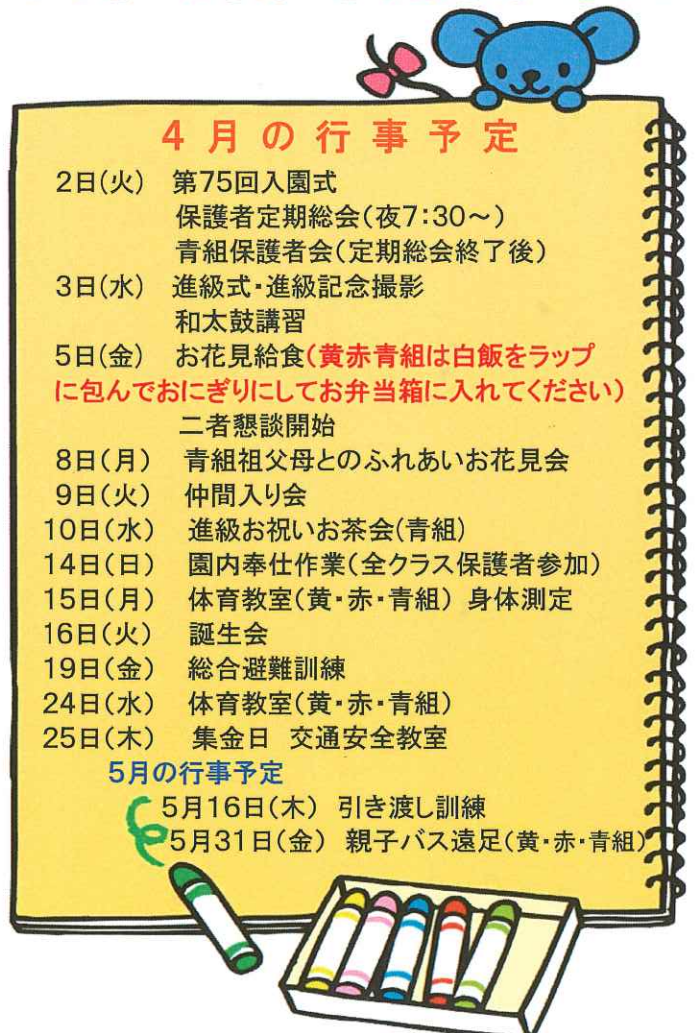 4月の行事予定
2日(火) 第75回入園式
保護者定期総会(夜7:30～)
青組保護者会(定期総会終了後)
3日(水) 進級式・進級記念撮影
和太鼓講習
5日(金) お花見給食(黄赤青組は白飯をラップ
に包んでおにぎりにしてお弁当箱に入れてください)
二者懇談開始
8日(月) 青組祖父母とのふれあいお花見会
9日(火) 仲間入り会
10日(水) 進級お祝いお茶会(青組)
14日(日) 園内奉仕作業(全クラス保護者参加)
15日(月) 体育教室(黄・赤・青組) 身体測定
16日(火) 誕生会
19日(金) 総合避難訓練
24日(水) 体育教室(黄・赤・青組)
25日(木) 集金日 交通安全教室
5月の行事予定
5月16日(木) 引き渡し訓練
5月31日(金) 親子バス遠足(黄・赤・青組)